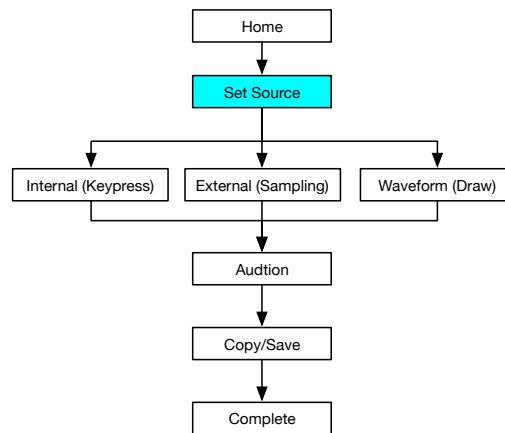 Home
Set Source
Internal (Keypress)
External (Sampling)
Waveform (Draw)
Audtion
Copy/Save
Complete